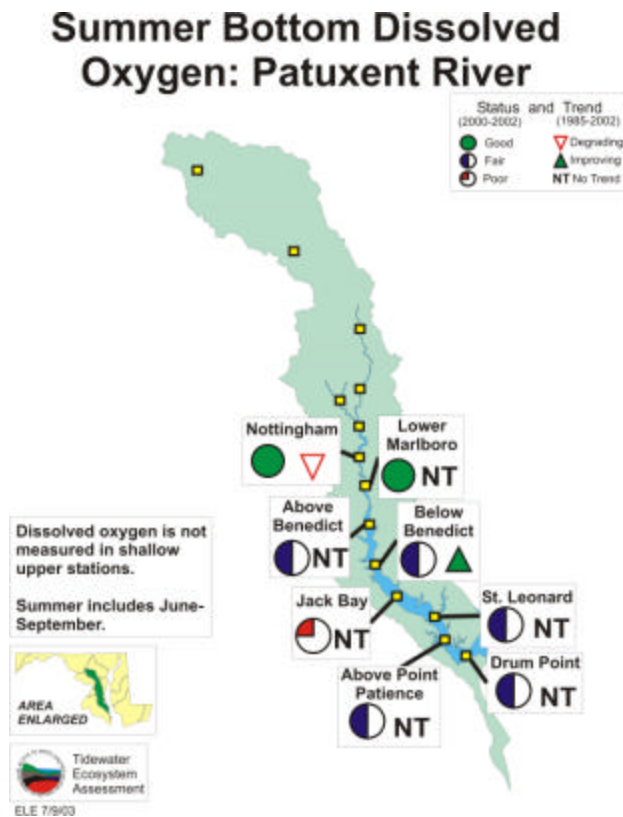 Summer Bottom Dissolved
Oxygen: Patuxent River
Status and Trend
(2000-2002) (1985-2002)
Good Degrading
Fair Improving
Poor NT No Trend
Nottingham
Lower
Marlboro
NT
Above
Benedict
NT
Below
Benedict
Dissolved oxygen is not
measured in shallow
upper stations.
Summer includes June-
September.
Jack Bay
NT
St. Leonard
NT
Above Point
Patience
NT
Drum Point
NT
AREA
ENLARGED
Tidewater
Ecosystem
Assessment
ELE 7/9/03